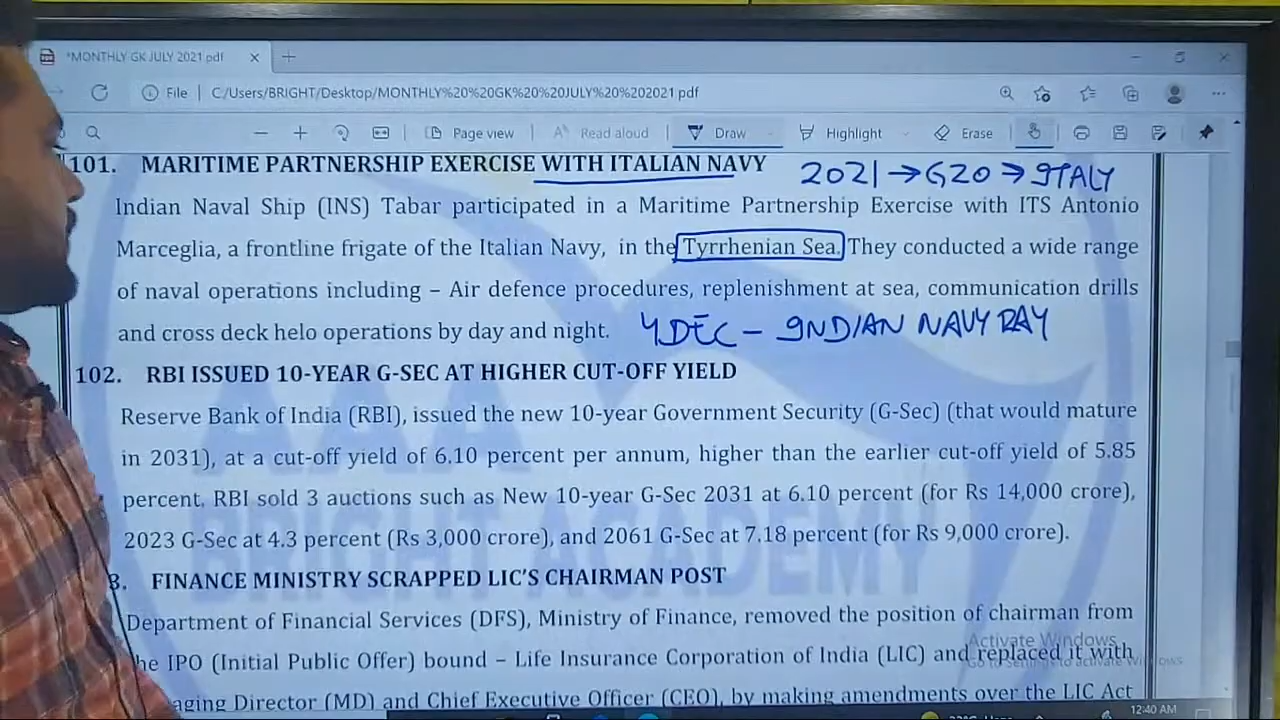 *MONTHLY GK JULY 2021.pdf
File | C:/Users/BRIGHT/Desktop/MONTHLY%20%20GK%20%20JULY%20%202021.pdf
Page view | Read aloud | Draw Highlight Erase
101. MARITIME PARTNERSHIP EXERCISE WITH ITALIAN NAVY 2021 → G20 → ITALY
Indian Naval Ship (INS) Tabar participated in a Maritime Partnership Exercise with ITS Antonio
Marceglia, a frontline frigate of the Italian Navy, in the Tyrrhenian Sea. They conducted a wide range
of naval operations including – Air defence procedures, replenishment at sea, communication drills
and cross deck helo operations by day and night. 4 DEC – INDIAN NAVY DAY
102. RBI ISSUED 10-YEAR G-SEC AT HIGHER CUT-OFF YIELD
Reserve Bank of India (RBI), issued the new 10-year Government Security (G-Sec) (that would mature
in 2031), at a cut-off yield of 6.10 percent per annum, higher than the earlier cut-off yield of 5.85
percent. RBI sold 3 auctions such as New 10-year G-Sec 2031 at 6.10 percent (for Rs 14,000 crore),
2023 G-Sec at 4.3 percent (Rs 3,000 crore), and 2061 G-Sec at 7.18 percent (for Rs 9,000 crore).
3. FINANCE MINISTRY SCRAPPED LIC'S CHAIRMAN POST
Department of Financial Services (DFS), Ministry of Finance, removed the position of chairman from
he IPO (Initial Public Offer) bound – Life Insurance Corporation of India (LIC) and replaced it with
aging Director (MD) and Chief Executive Officer (CEO), by making amendments over the LIC Act
AAA
BRIGHT ACADEMY
Activate Windows
12:40 AM